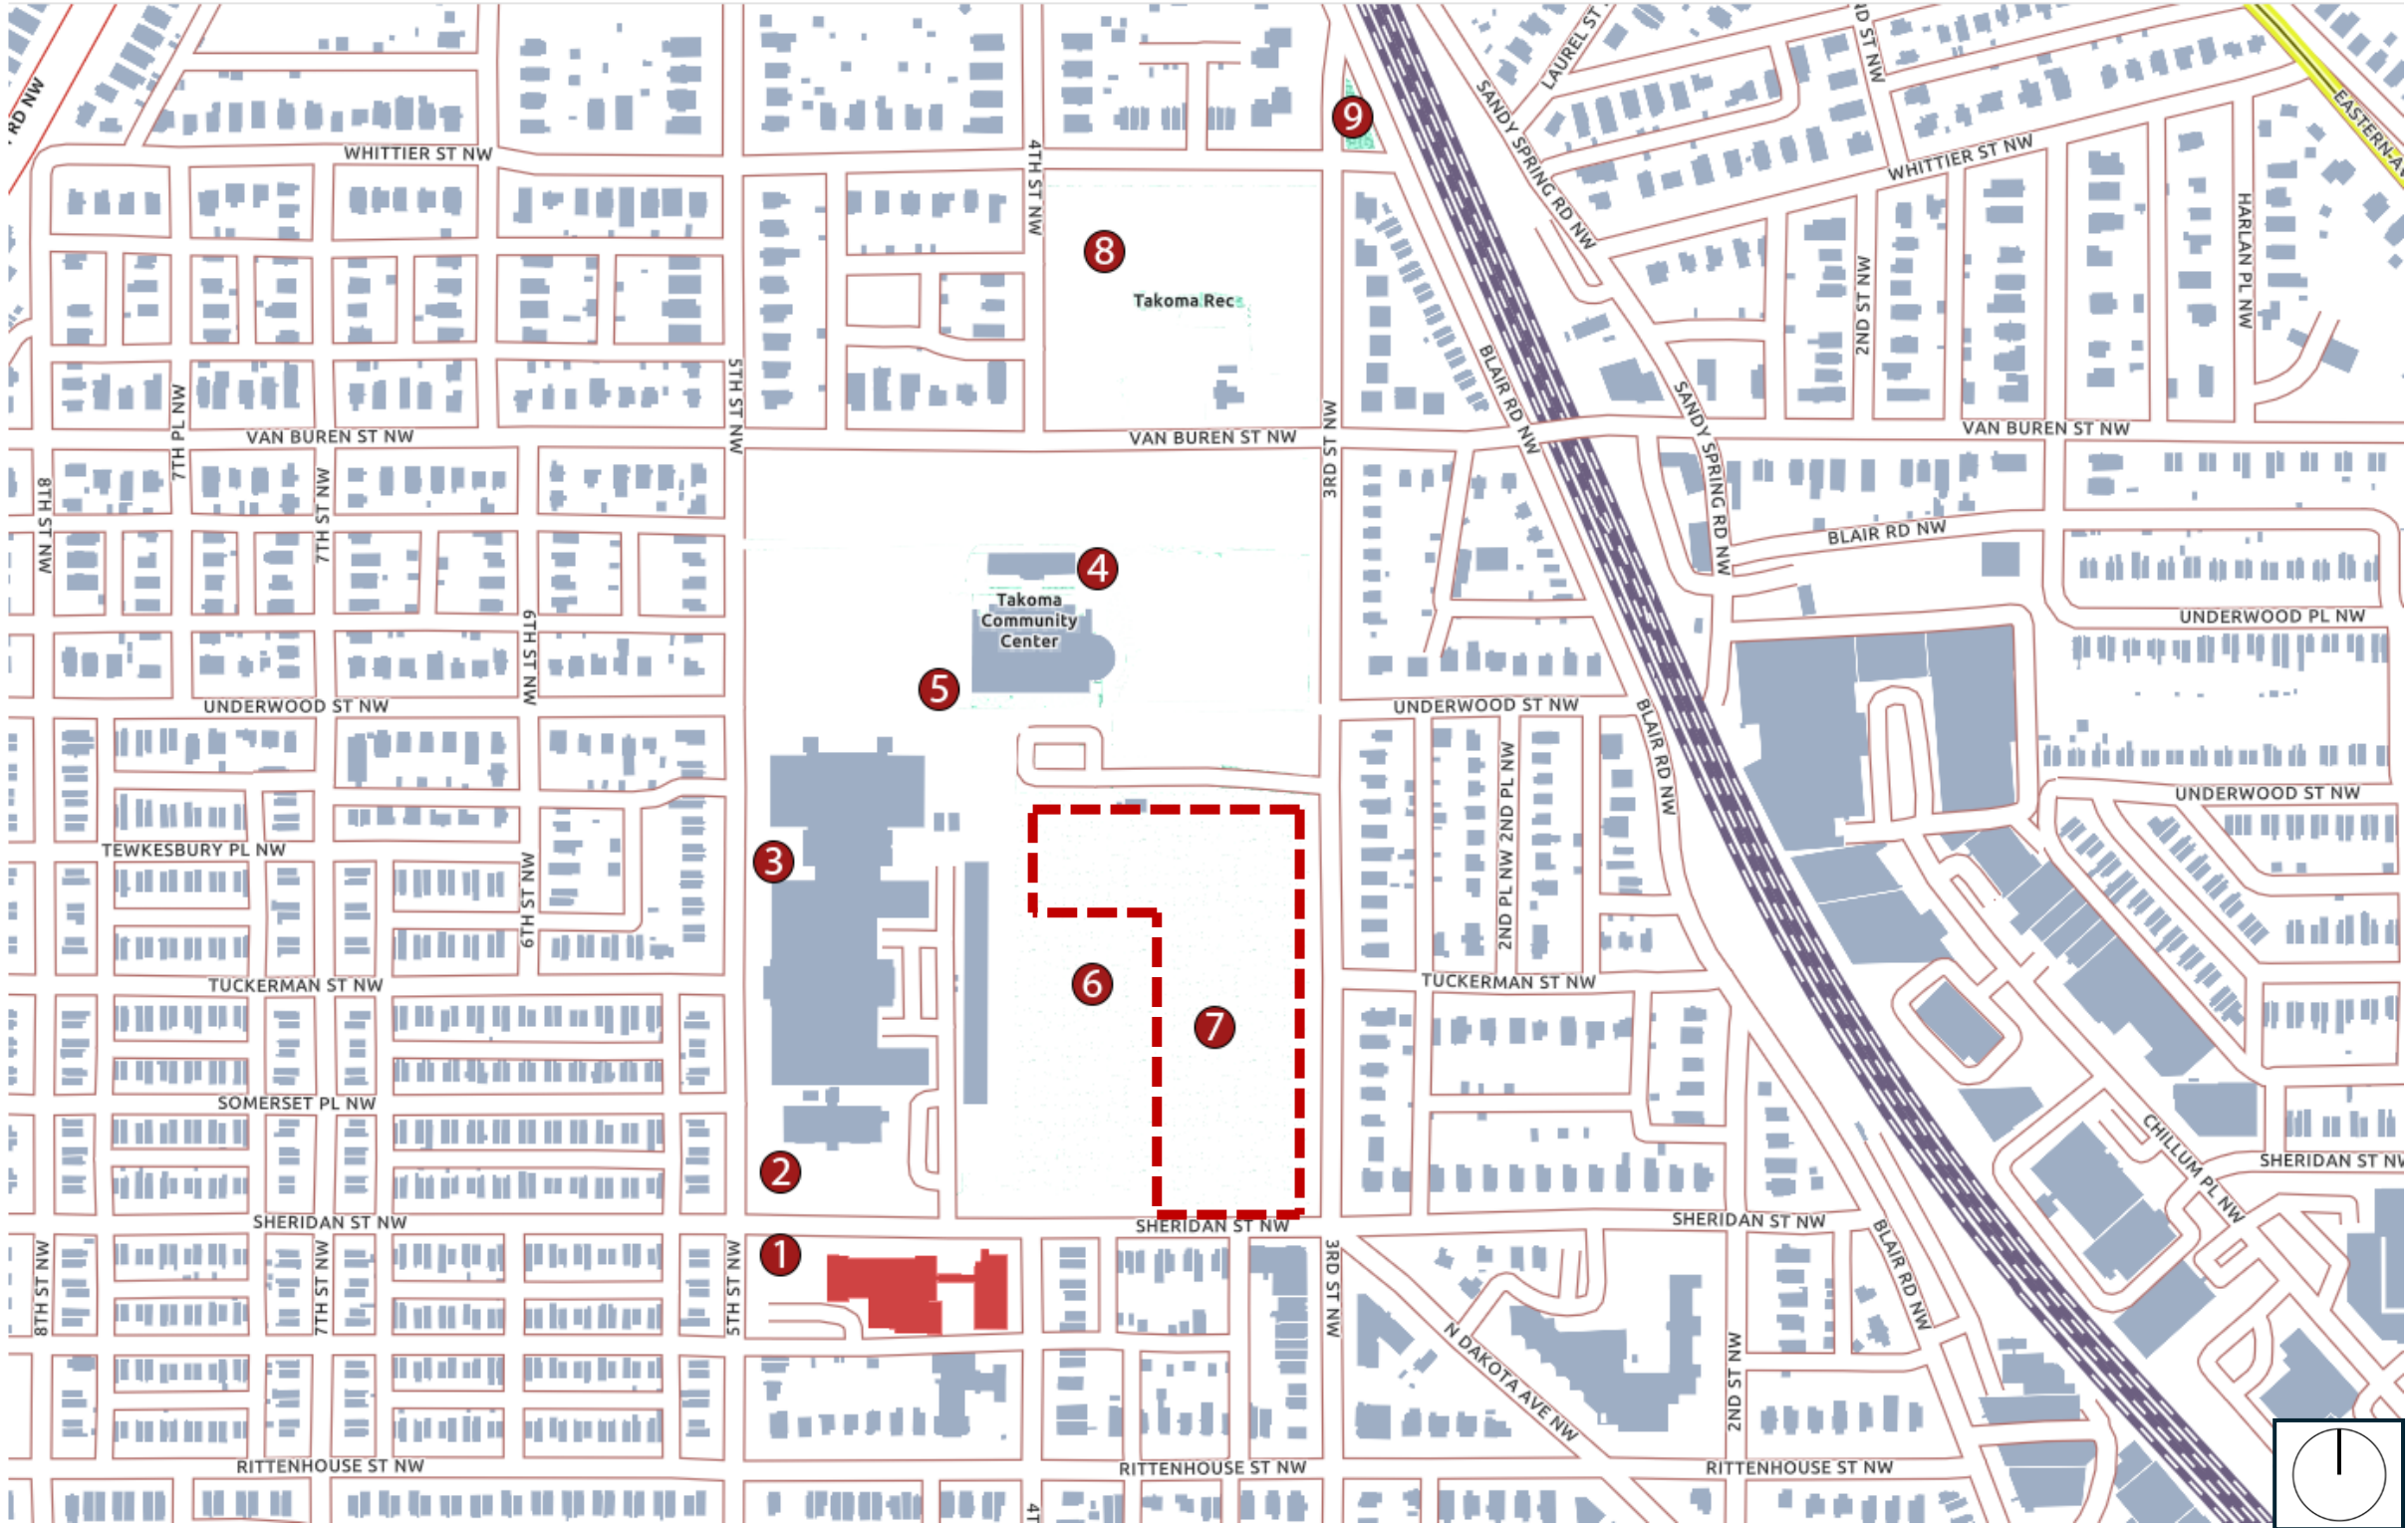 RD NW
LAUREL ST
ND ST NW
EASTERN AV
9
WHITTIER ST NW
4TH ST NW
SANDY SPRING RD NW
WHITTIER ST NW
HARLAN PL NW
8
Takoma Rec
2ND ST NW
5TH ST NW
7TH PL NW
BLAIR RD NW
SANDY SPRING RD NW
3RD ST NW
VAN BUREN ST NW
VAN BUREN ST NW
VAN BUREN ST NW
8TH ST NW
7TH ST NW
BLAIR RD NW
4
Takoma
Community
Center
6TH ST NW
UNDERWOOD PL NW
5
UNDERWOOD ST NW
UNDERWOOD ST NW
BLAIR RD NW
2ND PL NW
2ND PL NW
UNDERWOOD ST NW
TEWKESBURY PL NW
3
6TH ST NW
TUCKERMAN ST NW
6
TUCKERMAN ST NW
7
SOMERSET PL NW
CHILLUM PL NW
2
SHERIDAN ST NW
SHERIDAN ST NW
SHERIDAN ST NW
SHERIDAN ST NW
1
8TH ST NW
7TH ST NW
5TH ST NW
3RD ST NW
BLAIR RD NW
N DAKOTA AVE NW
2ND ST NW
RITTENHOUSE ST NW
RITTENHOUSE ST NW
RITTENHOUSE ST NW
4T